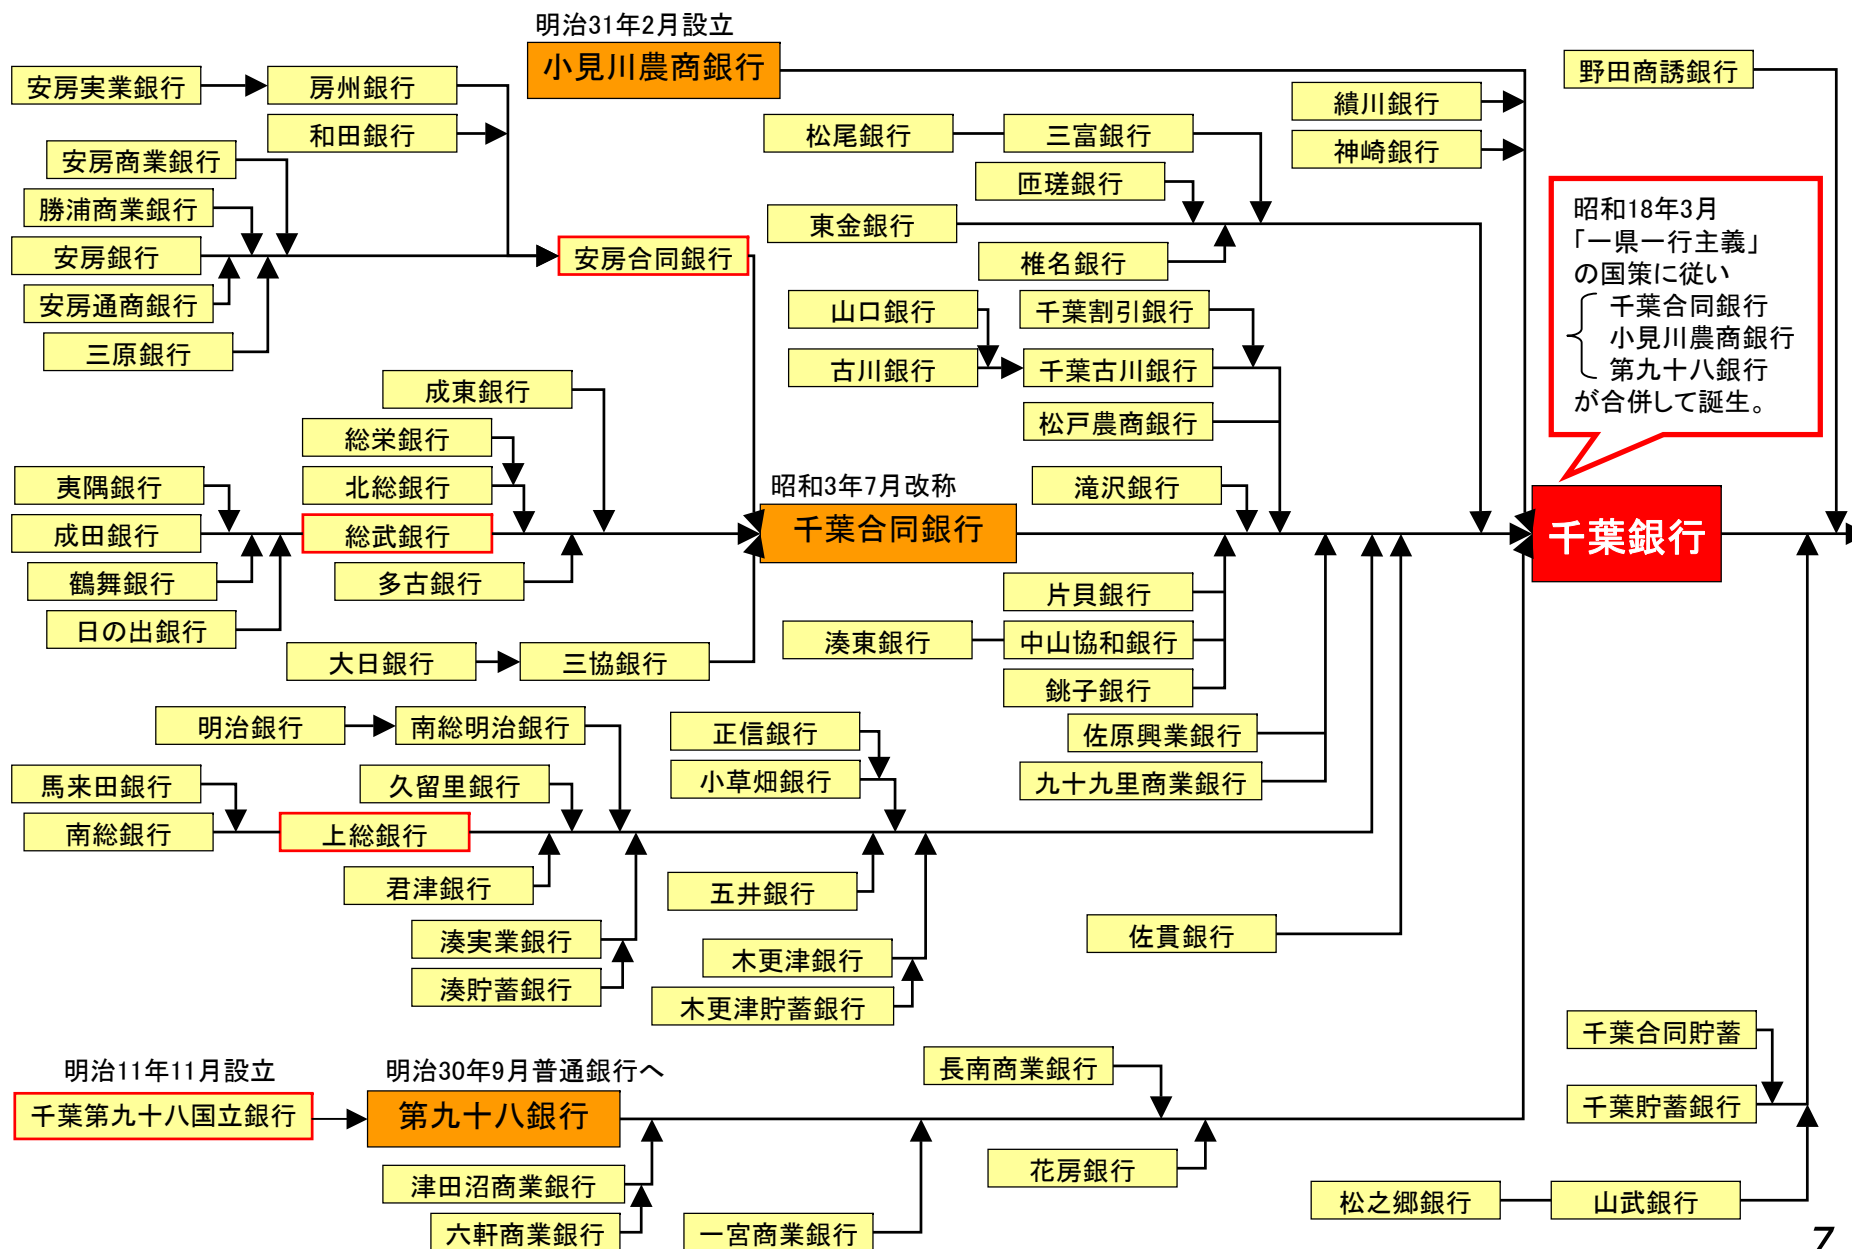 明治31年2月設立
小見川農商銀行
野田商誘銀行
安房実業銀行
房州銀行
和田銀行
安房商業銀行
勝浦商業銀行
安房銀行
安房通商銀行
三原銀行
安房合同銀行
松尾銀行
三富銀行
匝瑳銀行
東金銀行
椎名銀行
繢川銀行
神崎銀行
昭和18年3月
「一県一行主義」
の国策に従い
千葉合同銀行
小見川農商銀行
第九十八銀行
が合併して誕生。
山口銀行
千葉割引銀行
古川銀行
千葉古川銀行
松戸農商銀行
滝沢銀行
成東銀行
総栄銀行
北総銀行
夷隅銀行
成田銀行
総武銀行
鶴舞銀行
多古銀行
日の出銀行
大日銀行
三協銀行
昭和3年7月改称
千葉合同銀行
千葉銀行
片貝銀行
湊東銀行
中山協和銀行
銚子銀行
佐原興業銀行
九十九里商業銀行
明治銀行
南総明治銀行
正信銀行
馬来田銀行
久留里銀行
小草畑銀行
南総銀行
上総銀行
君津銀行
五井銀行
湊実業銀行
湊貯蓄銀行
木更津銀行
木更津貯蓄銀行
佐貫銀行
明治11年11月設立
千葉第九十八国立銀行
明治30年9月普通銀行へ
第九十八銀行
長南商業銀行
津田沼商業銀行
六軒商業銀行
一宮商業銀行
花房銀行
千葉合同貯蓄
千葉貯蓄銀行
松之郷銀行
山武銀行
7